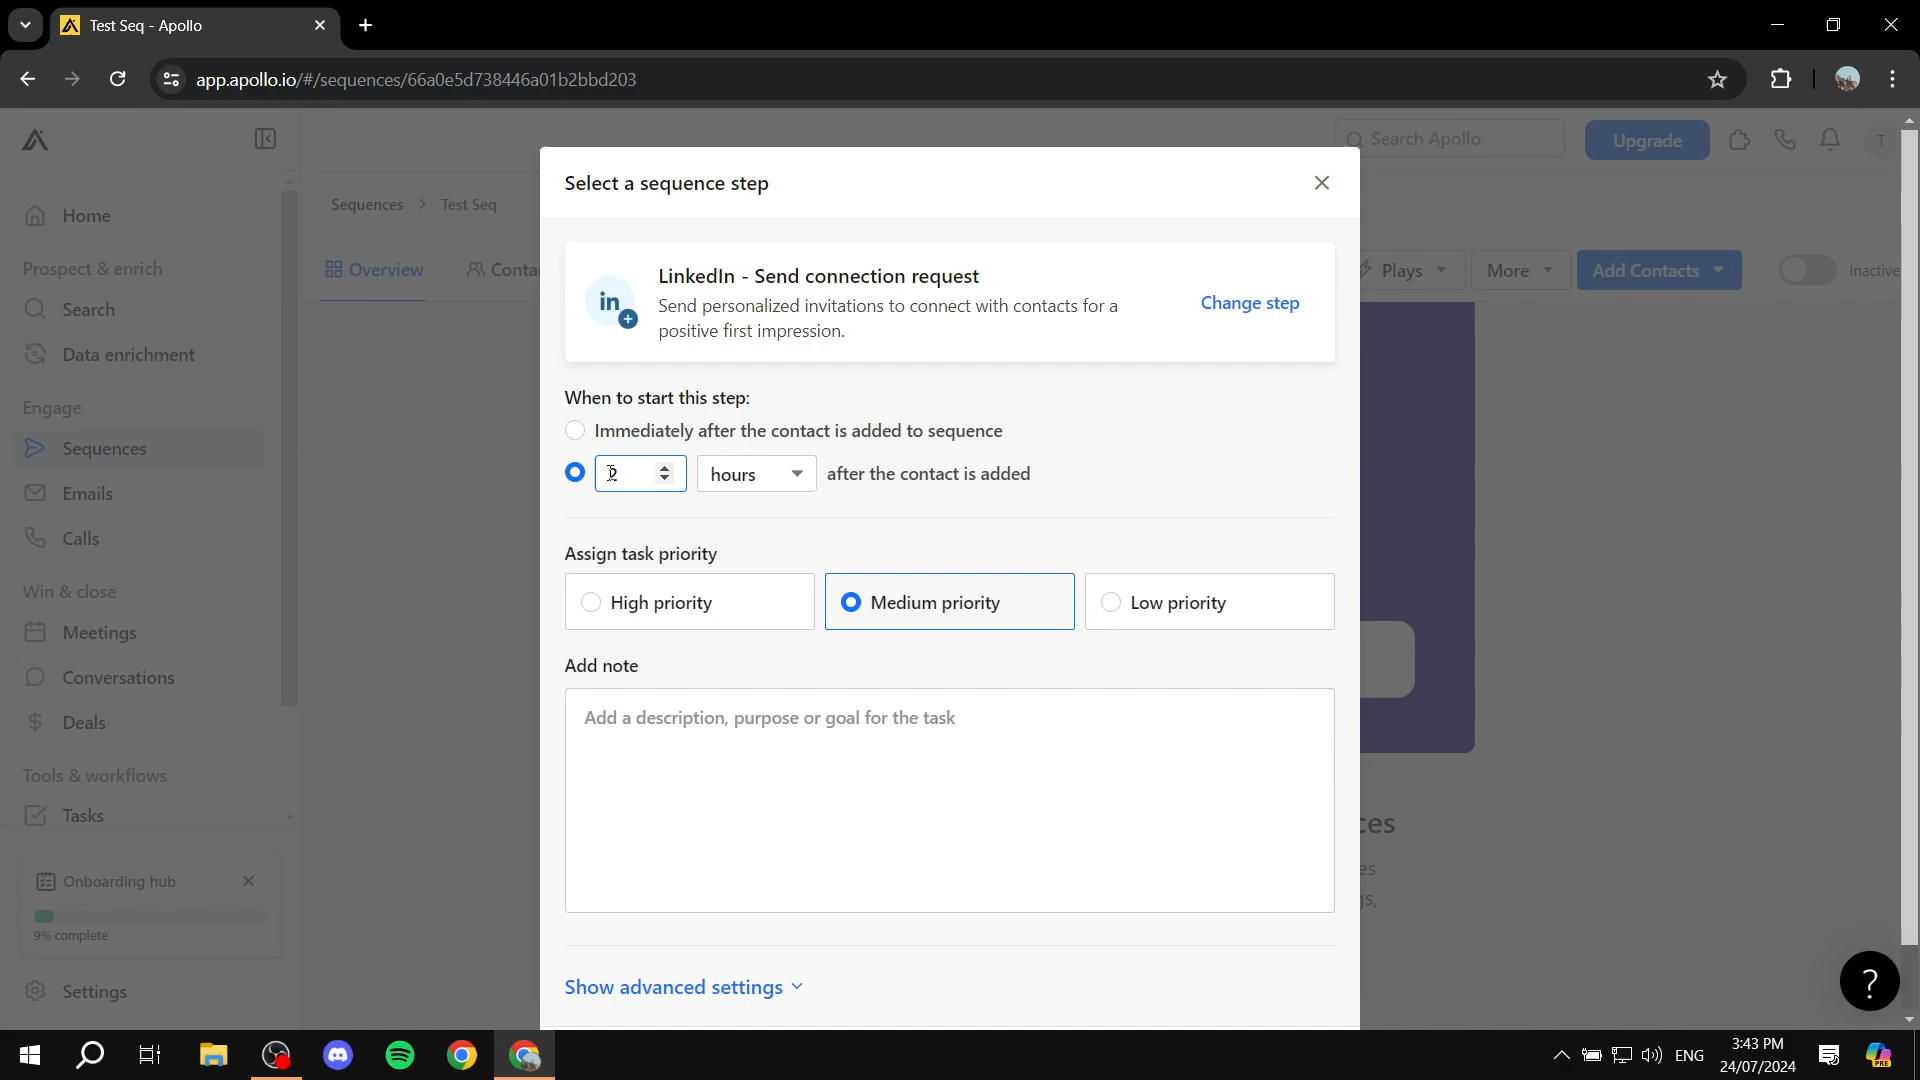 Test Seq - Apollo
app.apollo.io/#/sequences/66a0e5d738446a01b2bbd203
Search Apollo
Upgrade
T
Home
Prospect & enrich
Search
Data enrichment
Engage
Sequences
Emails
Calls
Win & close
Meetings
Conversations
Deals
Tools & workflows
Tasks
Onboarding hub
9% complete
Settings
Sequences > Test Seq
Overview
Plays
More
Add Contacts
Inactive
Select a sequence step
in
LinkedIn - Send connection request
Send personalized invitations to connect with contacts for a
positive first impression.
Change step
When to start this step:
Immediately after the contact is added to sequence
2 hours after the contact is added
Assign task priority
High priority
Medium priority
Low priority
Add note
Add a description, purpose or goal for the task
Show advanced settings
?
ENG
3:43 PM
24/07/2024
PRE